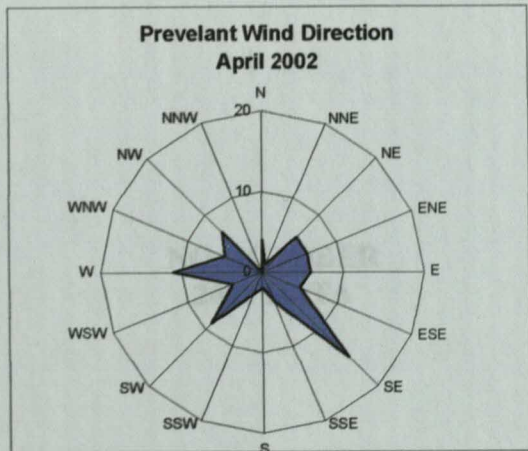 Prevelant Wind Direction
April 2002
N
20
NNW
NNE
NW
NE
10
WNW
ENE
W
0
E
WSW
ESE
SW
SE
SSW
SSE
S